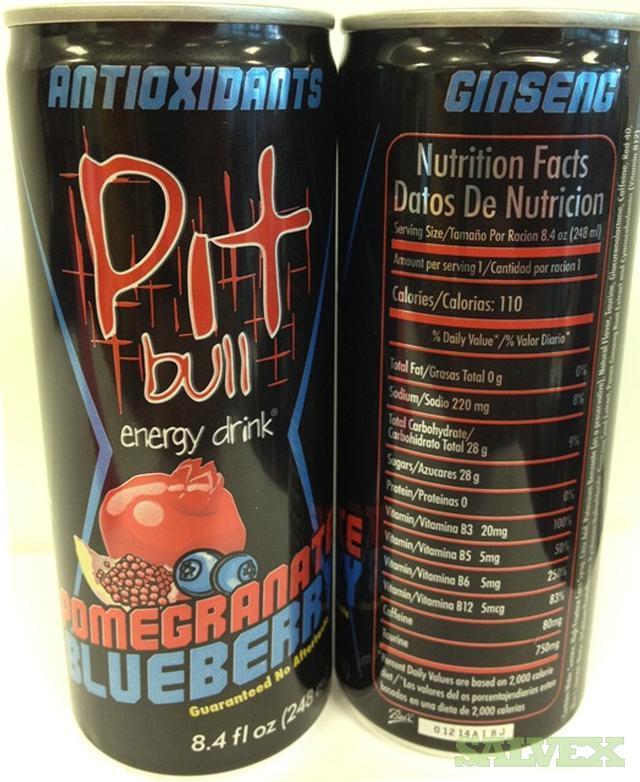 ANTIOXIDANTS
Pit
bull
energy drink®
POMEGRANATE
BLUEBERRY
Guaranteed No
8.4 fl oz (248
GINSENG
Nutrition Facts
Datos De Nutricion
Serving Size/Tamaño Por Racion 8.4 oz (248 ml)
Amount per serving 1/Cantidad por racion 1
Calories/Calorias: 110
% Daily Value*/% Valor Diario*
Total Fat/Grasas Total 0 g 0%
Sodium/Sodio 220 mg 8%
Total Carbohydrate/
Carbohidrato Total 28 g 9%
Sugars/Azucares 28 g
Protein/Proteinas 0 0%
Vitamin/Vitamina B3 20mg 100%
Vitamin/Vitamina B5 5mg 50%
Vitamin/Vitamina B6 5mg 250%
Vitamin/Vitamina B12 5mcg 83%
Caffeine 80mg
Taurine 750mg
*Percent Daily Values are based on 2,000 calorie
diet/*Los valores del os porcentajesdiarios estan
basados en una dieta de 2,000 calorias
01214A1BJ
SALVEX